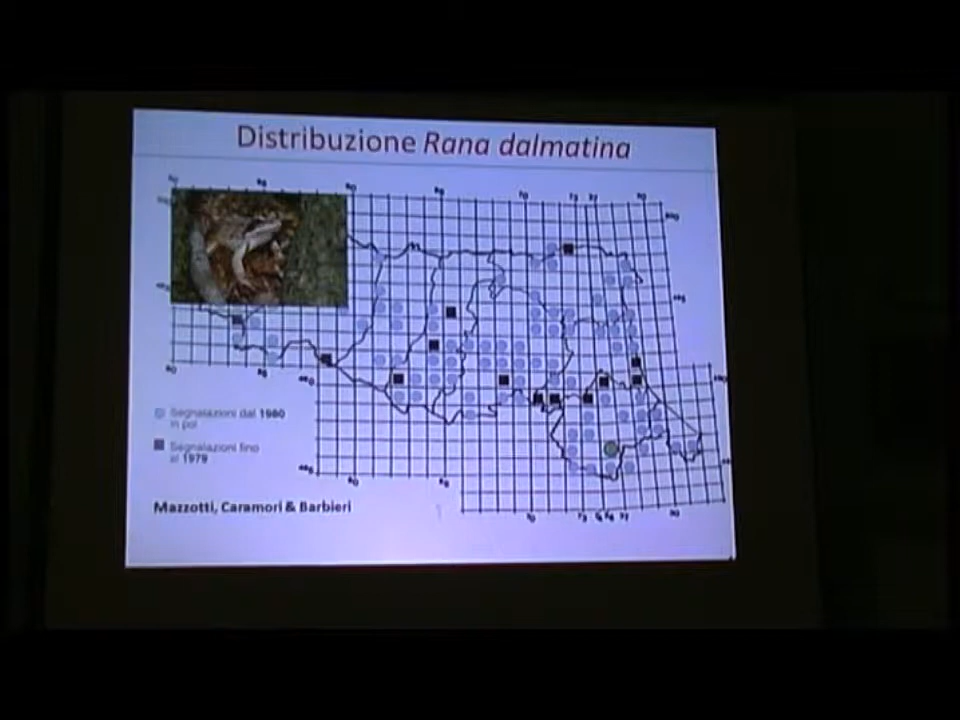 Distribuzione Rana dalmatina
Segnalazioni dal 1980
in poi
Segnalazioni fino
al 1979
Mazzotti, Caramori & Barbieri